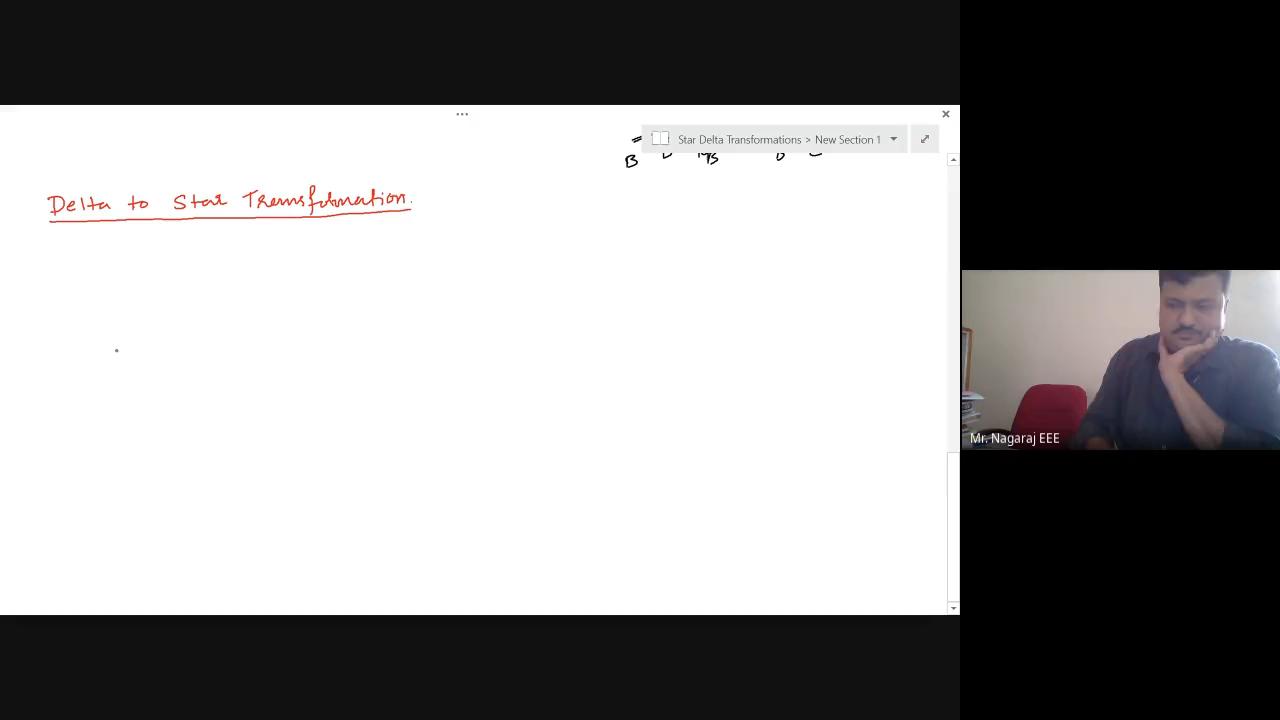 Star Delta Transformations > New Section 1
Delta to Star Transformation.
Mr. Nagaraj EEE